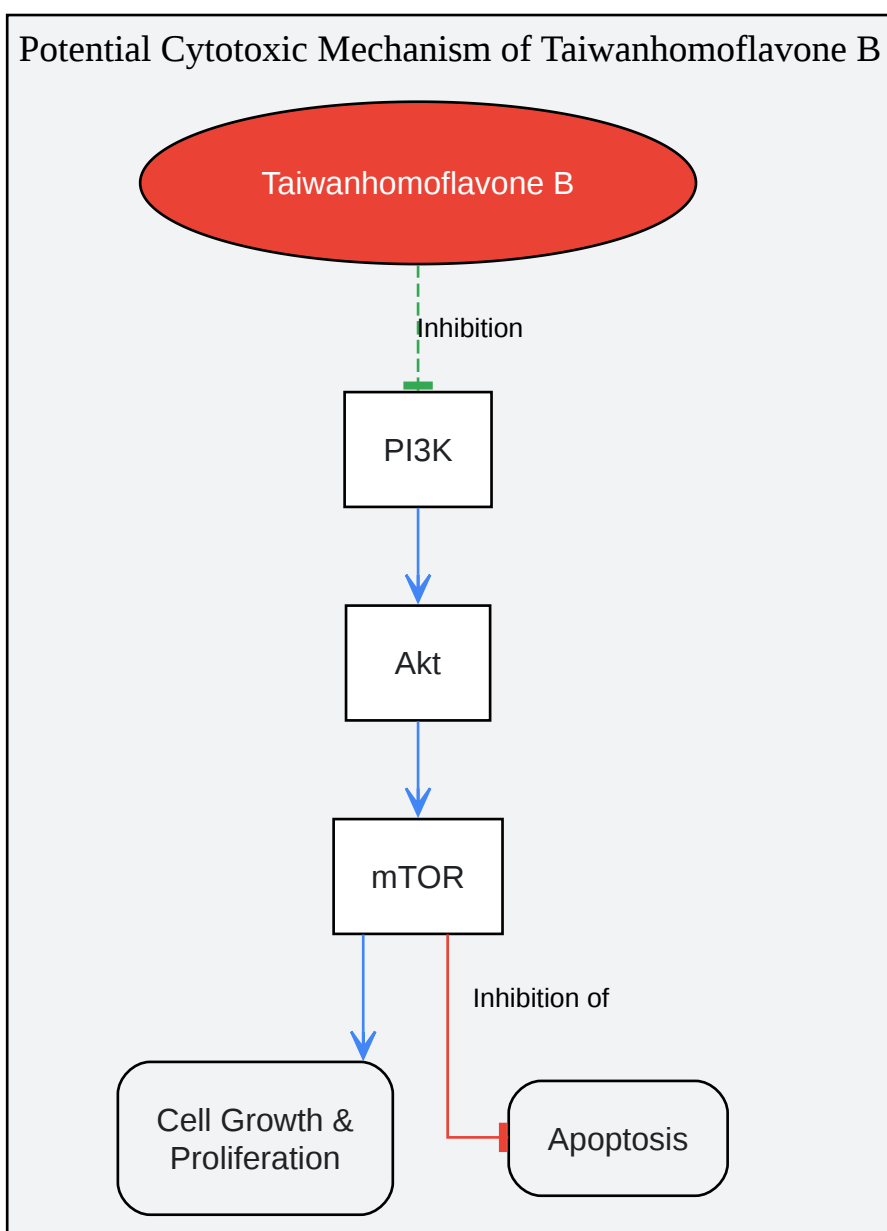 Potential Cytotoxic Mechanism of Taiwanhomoflavone B
Taiwanhomoflavone B
Inhibition
PI3K
Akt
mTOR
Inhibition of
Cell Growth &
Proliferation
Apoptosis